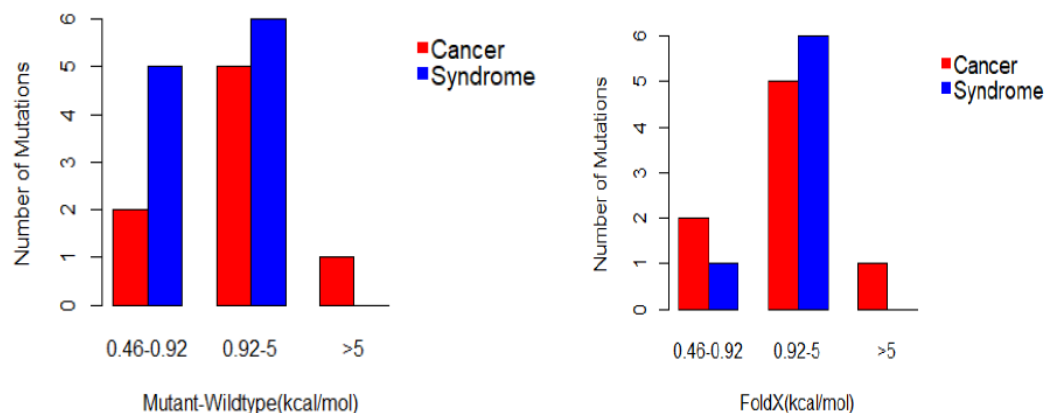 Number of Mutations
6
5
4
3
2
1
0
Cancer
Syndrome
0.46-0.92 0.92-5 >5
Mutant-Wildtype(kcal/mol)
Number of Mutations
6
5
4
3
2
1
0
Cancer
Syndrome
0.46-0.92 0.92-5 >5
FoldX(kcal/mol)